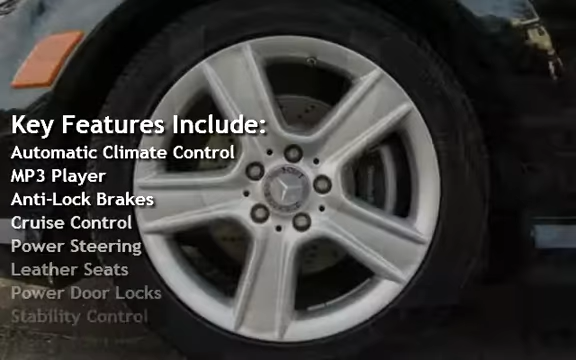 Key Features Include:
Automatic Climate Control
MP3 Player
Anti-Lock Brakes
Cruise Control
Power Steering
Leather Seats
Power Door Locks
Stability Control